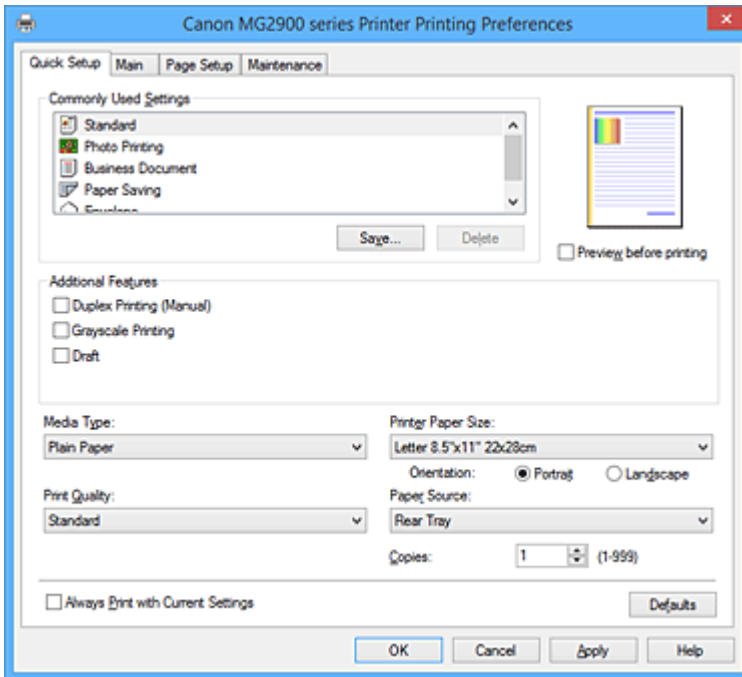 Canon MG2900 series Printer Printing Preferences
Quick Setup Main Page Setup Maintenance
Commonly Used Settings
Standard
Photo Printing
Business Document
Paper Saving
Envelope
Save... Delete
Preview before printing
Additional Features
Duplex Printing (Manual)
Grayscale Printing
Draft
Media Type: Printer Paper Size:
Plain Paper Letter 8.5"x11" 22x28cm
Orientation: Portrait Landscape
Print Quality: Paper Source:
Standard Rear Tray
Copies: 1 (1-999)
Always Print with Current Settings Defaults
OK Cancel Apply Help